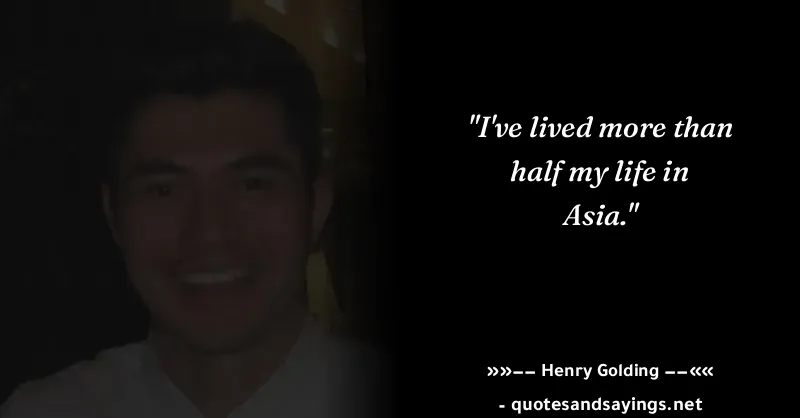 "I've lived more than
half my life in
Asia."
»»−− Henry Golding −−««
- quotesandsayings.net